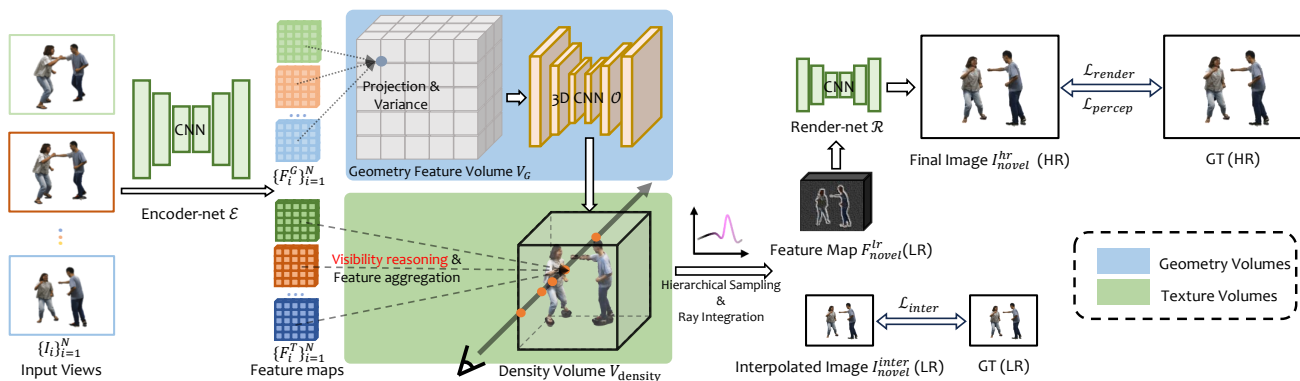 CNN
Encoder-net ℰ
{I_i}_{i=1}^N
Input Views
{F_i^G}_{i=1}^N
{F_i^T}_{i=1}^N
Feature maps
Projection &
Variance
3D CNN 𝒪
Geometry Feature Volume V_G
Visibility reasoning &
Feature aggregation
Density Volume V_density
Hierarchical Sampling
&
Ray Integration
CNN
Render-net ℛ
Feature Map F_novel^lr (LR)
Final Image I_novel^hr (HR)
ℒ_render
ℒ_percep
GT (HR)
Interpolated Image I_novel^inter (LR)
ℒ_inter
GT (LR)
Geometry Volumes
Texture Volumes